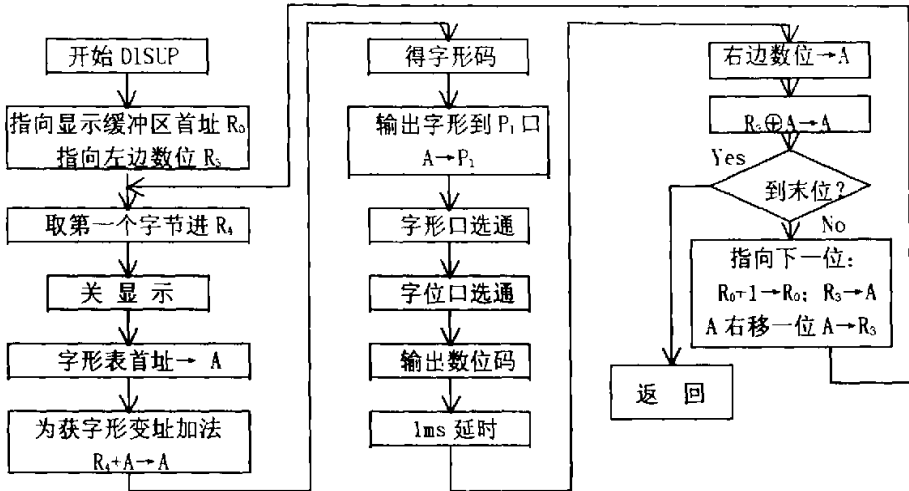 开始 DISUP
指向显示缓冲区首址 R₀
指向左边数位 R₃
取第一个字节进 R₄
关 显 示
字形表首址→ A
为获字形变址加法
R₄+A→A
得字形码
输出字形到 P₁ 口
A→P₁
字形口选通
字位口选通
输出数位码
1ms 延时
右边数位→A
R₃⊕A→A
Yes
到末位?
No
指向下一位:
R₀+1→R₀; R₃→A
A 右移一位 A→R₃
返 回